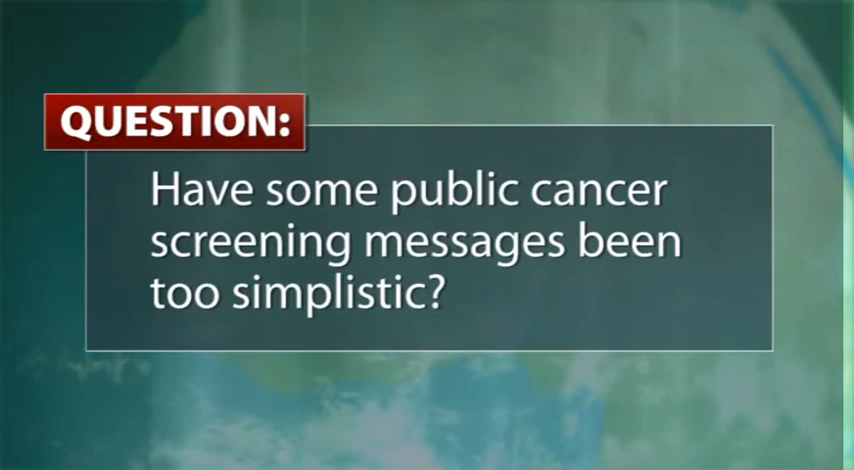 QUESTION:
Have some public cancer
screening messages been
too simplistic?